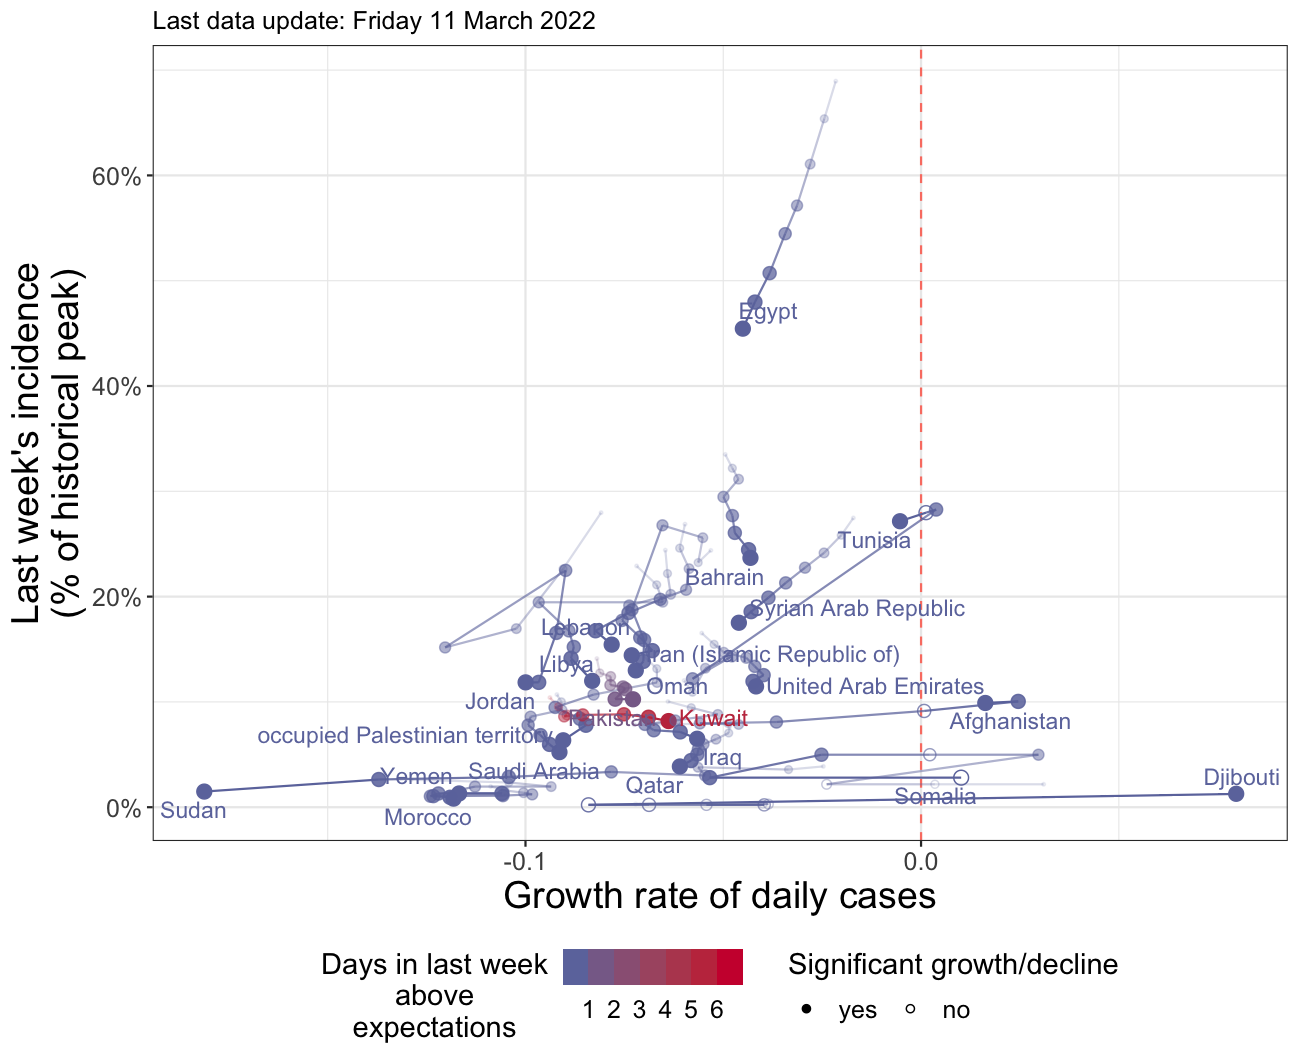 Last data update: Friday 11 March 2022
Last week's incidence
(% of historical peak)
60%
40%
20%
0%
Egypt
Tunisia
Bahrain
Syrian Arab Republic
Lebanon
Iran (Islamic Republic of)
Libya
Oman
United Arab Emirates
Jordan
Pakistan
Kuwait
Afghanistan
occupied Palestinian territory
Iraq
Yemen
Saudi Arabia
Qatar
Djibouti
Somalia
Sudan
Morocco
-0.1
0.0
Growth rate of daily cases
Days in last week
above
expectations
1 2 3 4 5 6
Significant growth/decline
yes
no